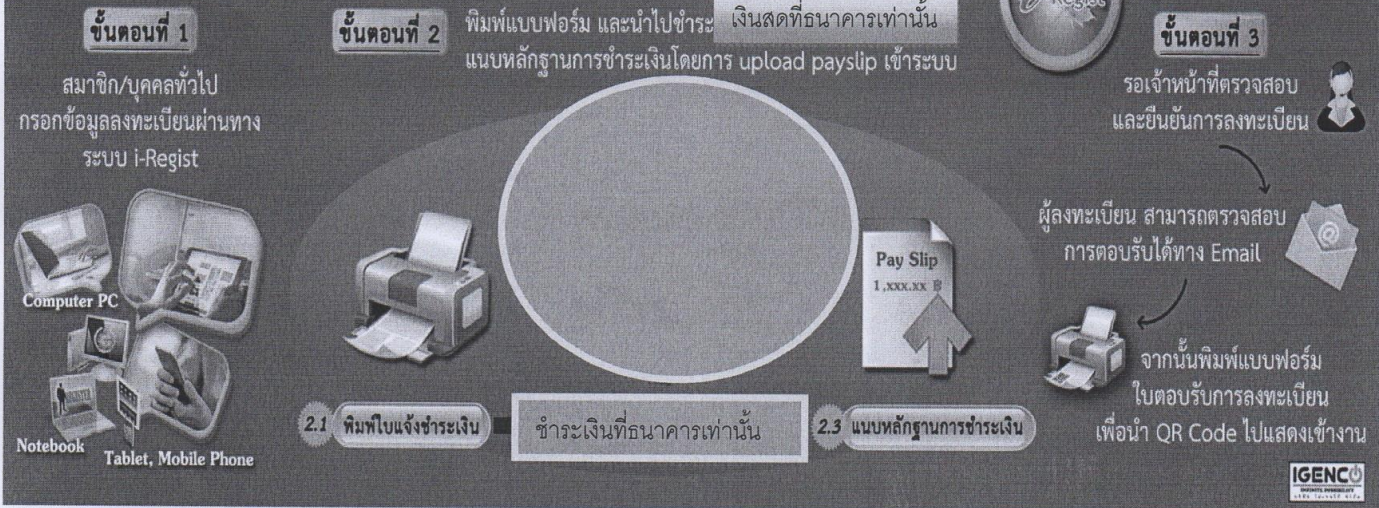 ขั้นตอนที่ 1
สมาชิก/บุคคลทั่วไป
กรอกข้อมูลลงทะเบียนผ่านทาง
ระบบ i-Regist
Computer PC
Notebook
Tablet, Mobile Phone
ขั้นตอนที่ 2
พิมพ์แบบฟอร์ม และนำไปชำระ เงินสดที่ธนาคารเท่านั้น
แนบหลักฐานการชำระเงินโดยการ upload payslip เข้าระบบ
Regist
Pay Slip
1,xxx.xx ฿
2.1 พิมพ์ใบแจ้งชำระเงิน
ชำระเงินที่ธนาคารเท่านั้น
2.3 แนบหลักฐานการชำระเงิน
ขั้นตอนที่ 3
รอเจ้าหน้าที่ตรวจสอบ
และยืนยันการลงทะเบียน
ผู้ลงทะเบียน สามารถตรวจสอบ
การตอบรับได้ทาง Email
จากนั้นพิมพ์แบบฟอร์ม
ใบตอบรับการลงทะเบียน
เพื่อนำ QR Code ไปแสดงเข้างาน
IGENCO